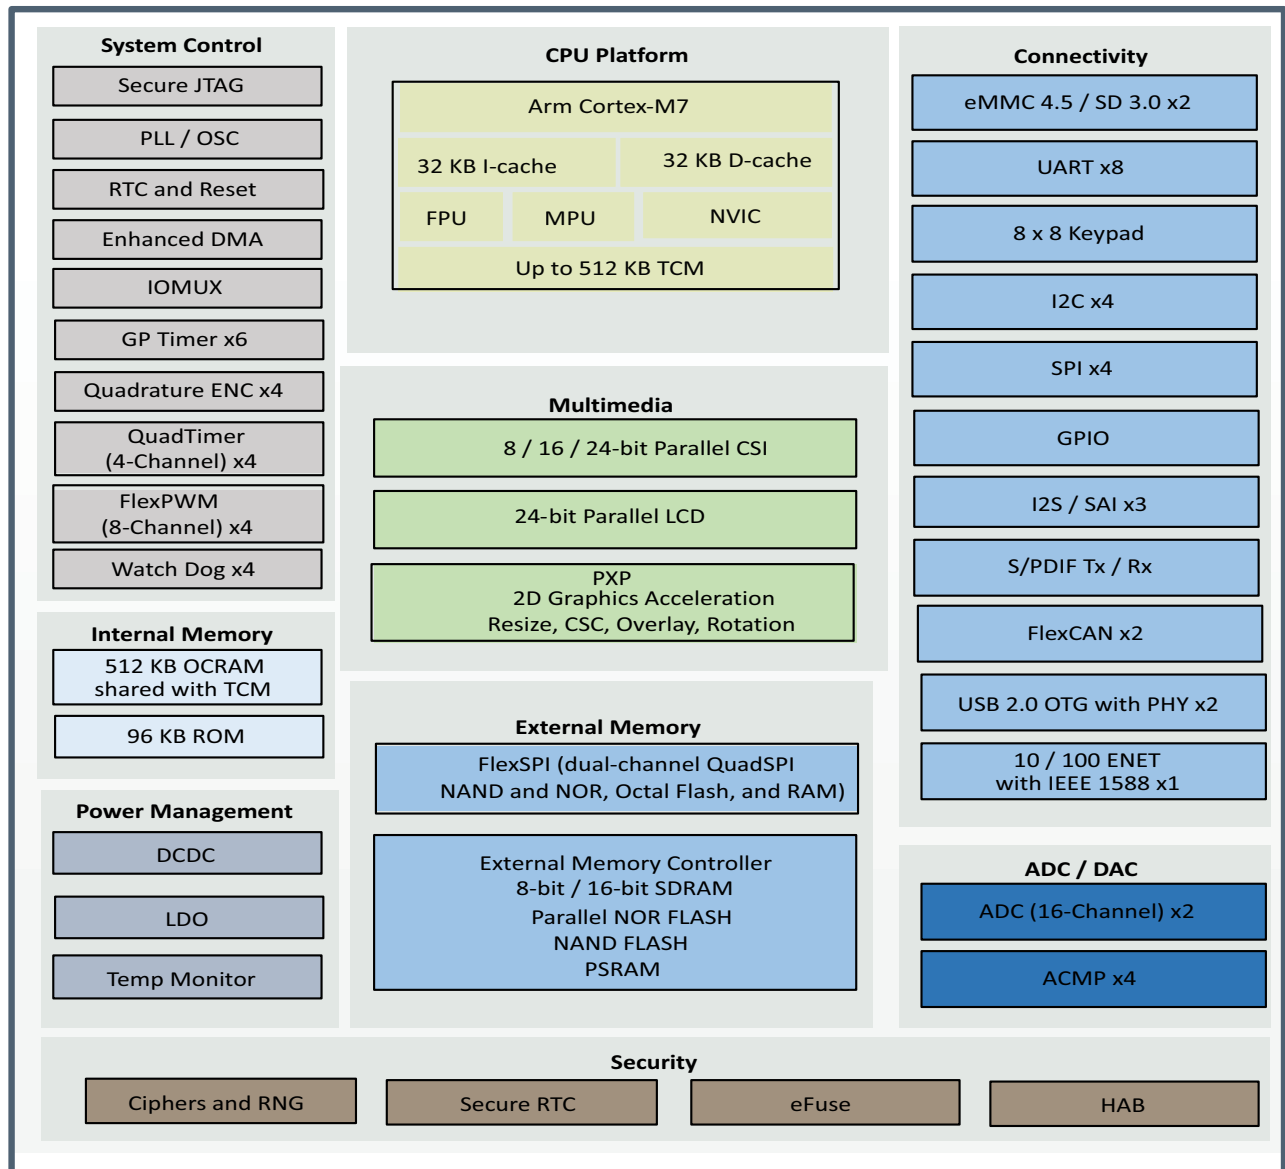 System Control
Secure JTAG
PLL / OSC
RTC and Reset
Enhanced DMA
IOMUX
GP Timer x6
Quadrature ENC x4
QuadTimer
(4-Channel) x4
FlexPWM
(8-Channel) x4
Watch Dog x4
Internal Memory
512 KB OCRAM
shared with TCM
96 KB ROM
Power Management
DCDC
LDO
Temp Monitor
CPU Platform
Arm Cortex-M7
32 KB I-cache
32 KB D-cache
FPU
MPU
NVIC
Up to 512 KB TCM
Multimedia
8 / 16 / 24-bit Parallel CSI
24-bit Parallel LCD
PXP
2D Graphics Acceleration
Resize, CSC, Overlay, Rotation
External Memory
FlexSPI (dual-channel QuadSPI
NAND and NOR, Octal Flash, and RAM)
External Memory Controller
8-bit / 16-bit SDRAM
Parallel NOR FLASH
NAND FLASH
PSRAM
Connectivity
eMMC 4.5 / SD 3.0 x2
UART x8
8 x 8 Keypad
I2C x4
SPI x4
GPIO
I2S / SAI x3
S/PDIF Tx / Rx
FlexCAN x2
USB 2.0 OTG with PHY x2
10 / 100 ENET
with IEEE 1588 x1
ADC / DAC
ADC (16-Channel) x2
ACMP x4
Security
Ciphers and RNG
Secure RTC
eFuse
HAB